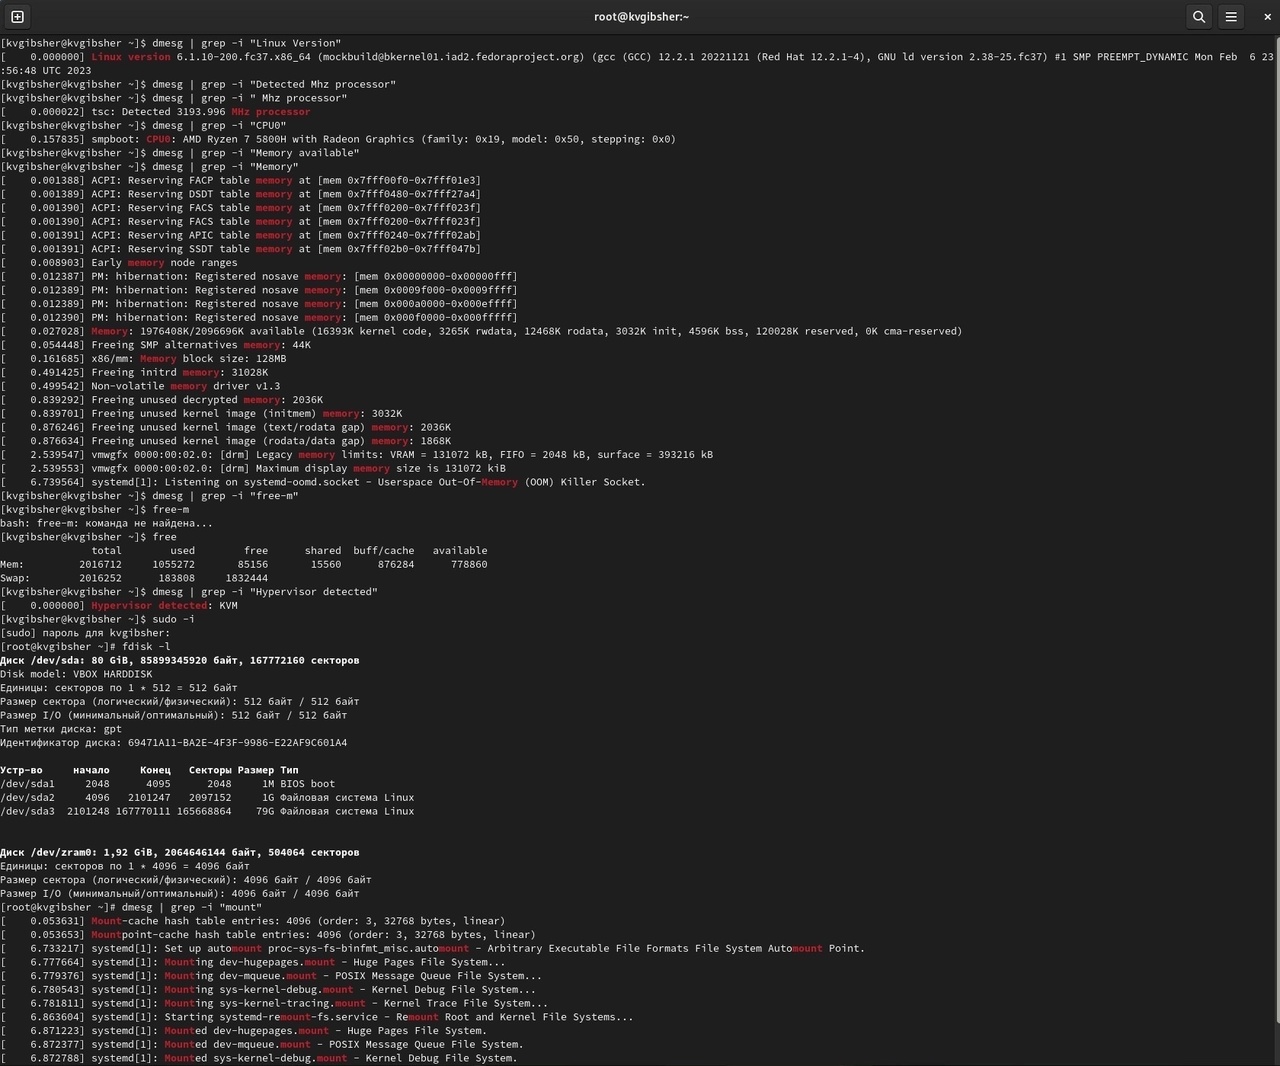 root@kvgibsher:~
[kvgibsher@kvgibsher ~]$ dmesg | grep -i "Linux Version"
[    0.000000] Linux version 6.1.10-200.fc37.x86_64 (mockbuild@bkernel01.iad2.fedoraproject.org) (gcc (GCC) 12.2.1 20221121 (Red Hat 12.2.1-4), GNU ld version 2.38-25.fc37) #1 SMP PREEMPT_DYNAMIC Mon Feb  6 23
:56:48 UTC 2023
[kvgibsher@kvgibsher ~]$ dmesg | grep -i "Detected Mhz processor"
[kvgibsher@kvgibsher ~]$ dmesg | grep -i " Mhz processor"
[    0.000022] tsc: Detected 3193.996 MHz processor
[kvgibsher@kvgibsher ~]$ dmesg | grep -i "CPU0"
[    0.157835] smpboot: CPU0: AMD Ryzen 7 5800H with Radeon Graphics (family: 0x19, model: 0x50, stepping: 0x0)
[kvgibsher@kvgibsher ~]$ dmesg | grep -i "Memory available"
[kvgibsher@kvgibsher ~]$ dmesg | grep -i "Memory"
[    0.001388] ACPI: Reserving FACP table memory at [mem 0x7fff00f0-0x7fff01e3]
[    0.001389] ACPI: Reserving DSDT table memory at [mem 0x7fff0480-0x7fff27a4]
[    0.001390] ACPI: Reserving FACS table memory at [mem 0x7fff0200-0x7fff023f]
[    0.001390] ACPI: Reserving FACS table memory at [mem 0x7fff0200-0x7fff023f]
[    0.001391] ACPI: Reserving APIC table memory at [mem 0x7fff0240-0x7fff02ab]
[    0.001391] ACPI: Reserving SSDT table memory at [mem 0x7fff02b0-0x7fff047b]
[    0.008903] Early memory node ranges
[    0.012387] PM: hibernation: Registered nosave memory: [mem 0x00000000-0x00000fff]
[    0.012389] PM: hibernation: Registered nosave memory: [mem 0x0009f000-0x0009ffff]
[    0.012389] PM: hibernation: Registered nosave memory: [mem 0x000a0000-0x000effff]
[    0.012390] PM: hibernation: Registered nosave memory: [mem 0x000f0000-0x000fffff]
[    0.027028] Memory: 1976408K/2096696K available (16393K kernel code, 3265K rwdata, 12468K rodata, 3032K init, 4596K bss, 120028K reserved, 0K cma-reserved)
[    0.054448] Freeing SMP alternatives memory: 44K
[    0.161685] x86/mm: Memory block size: 128MB
[    0.491425] Freeing initrd memory: 31028K
[    0.499542] Non-volatile memory driver v1.3
[    0.839292] Freeing unused decrypted memory: 2036K
[    0.839701] Freeing unused kernel image (initmem) memory: 3032K
[    0.876246] Freeing unused kernel image (text/rodata gap) memory: 2036K
[    0.876634] Freeing unused kernel image (rodata/data gap) memory: 1868K
[    2.539547] vmwgfx 0000:00:02.0: [drm] Legacy memory limits: VRAM = 131072 kB, FIFO = 2048 kB, surface = 393216 kB
[    2.539553] vmwgfx 0000:00:02.0: [drm] Maximum display memory size is 131072 kiB
[    6.739564] systemd[1]: Listening on systemd-oomd.socket - Userspace Out-Of-Memory (OOM) Killer Socket.
[kvgibsher@kvgibsher ~]$ dmesg | grep -i "free-m"
[kvgibsher@kvgibsher ~]$ free-m
bash: free-m: команда не найдена...
[kvgibsher@kvgibsher ~]$ free
               total        used        free      shared  buff/cache   available
Mem:         2016712     1055272       85156       15560      876284      778860
Swap:        2016252      183808     1832444
[kvgibsher@kvgibsher ~]$ dmesg | grep -i "Hypervisor detected"
[    0.000000] Hypervisor detected: KVM
[kvgibsher@kvgibsher ~]$ sudo -i
[sudo] пароль для kvgibsher:
[root@kvgibsher ~]# fdisk -l
Диск /dev/sda: 80 GiB, 85899345920 байт, 167772160 секторов
Disk model: VBOX HARDDISK
Единицы: секторов по 1 * 512 = 512 байт
Размер сектора (логический/физический): 512 байт / 512 байт
Размер I/O (минимальный/оптимальный): 512 байт / 512 байт
Тип метки диска: gpt
Идентификатор диска: 69471A11-BA2E-4F3F-9986-E22AF9C601A4
Устр-во    начало     Конец   Секторы Размер Тип
/dev/sda1    2048      4095      2048     1M BIOS boot
/dev/sda2    4096   2101247   2097152     1G Файловая система Linux
/dev/sda3 2101248 167770111 165668864    79G Файловая система Linux
Диск /dev/zram0: 1,92 GiB, 2064646144 байт, 504064 секторов
Единицы: секторов по 1 * 4096 = 4096 байт
Размер сектора (логический/физический): 4096 байт / 4096 байт
Размер I/O (минимальный/оптимальный): 4096 байт / 4096 байт
[root@kvgibsher ~]# dmesg | grep -i "mount"
[    0.053631] Mount-cache hash table entries: 4096 (order: 3, 32768 bytes, linear)
[    0.053653] Mountpoint-cache hash table entries: 4096 (order: 3, 32768 bytes, linear)
[    6.733217] systemd[1]: Set up automount proc-sys-fs-binfmt_misc.automount - Arbitrary Executable File Formats File System Automount Point.
[    6.777664] systemd[1]: Mounting dev-hugepages.mount - Huge Pages File System...
[    6.779376] systemd[1]: Mounting dev-mqueue.mount - POSIX Message Queue File System...
[    6.780543] systemd[1]: Mounting sys-kernel-debug.mount - Kernel Debug File System...
[    6.781811] systemd[1]: Mounting sys-kernel-tracing.mount - Kernel Trace File System...
[    6.863604] systemd[1]: Starting systemd-remount-fs.service - Remount Root and Kernel File Systems...
[    6.871223] systemd[1]: Mounted dev-hugepages.mount - Huge Pages File System.
[    6.872377] systemd[1]: Mounted dev-mqueue.mount - POSIX Message Queue File System.
[    6.872788] systemd[1]: Mounted sys-kernel-debug.mount - Kernel Debug File System.